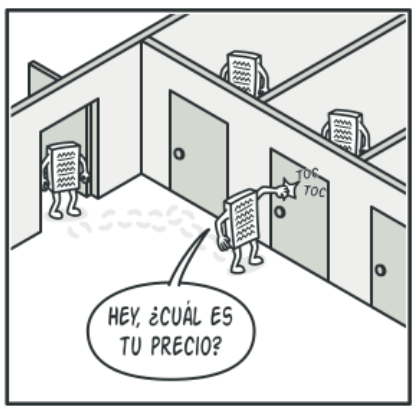 TOC
TOC
HEY, ¿CUÁL ES
TU PRECIO?